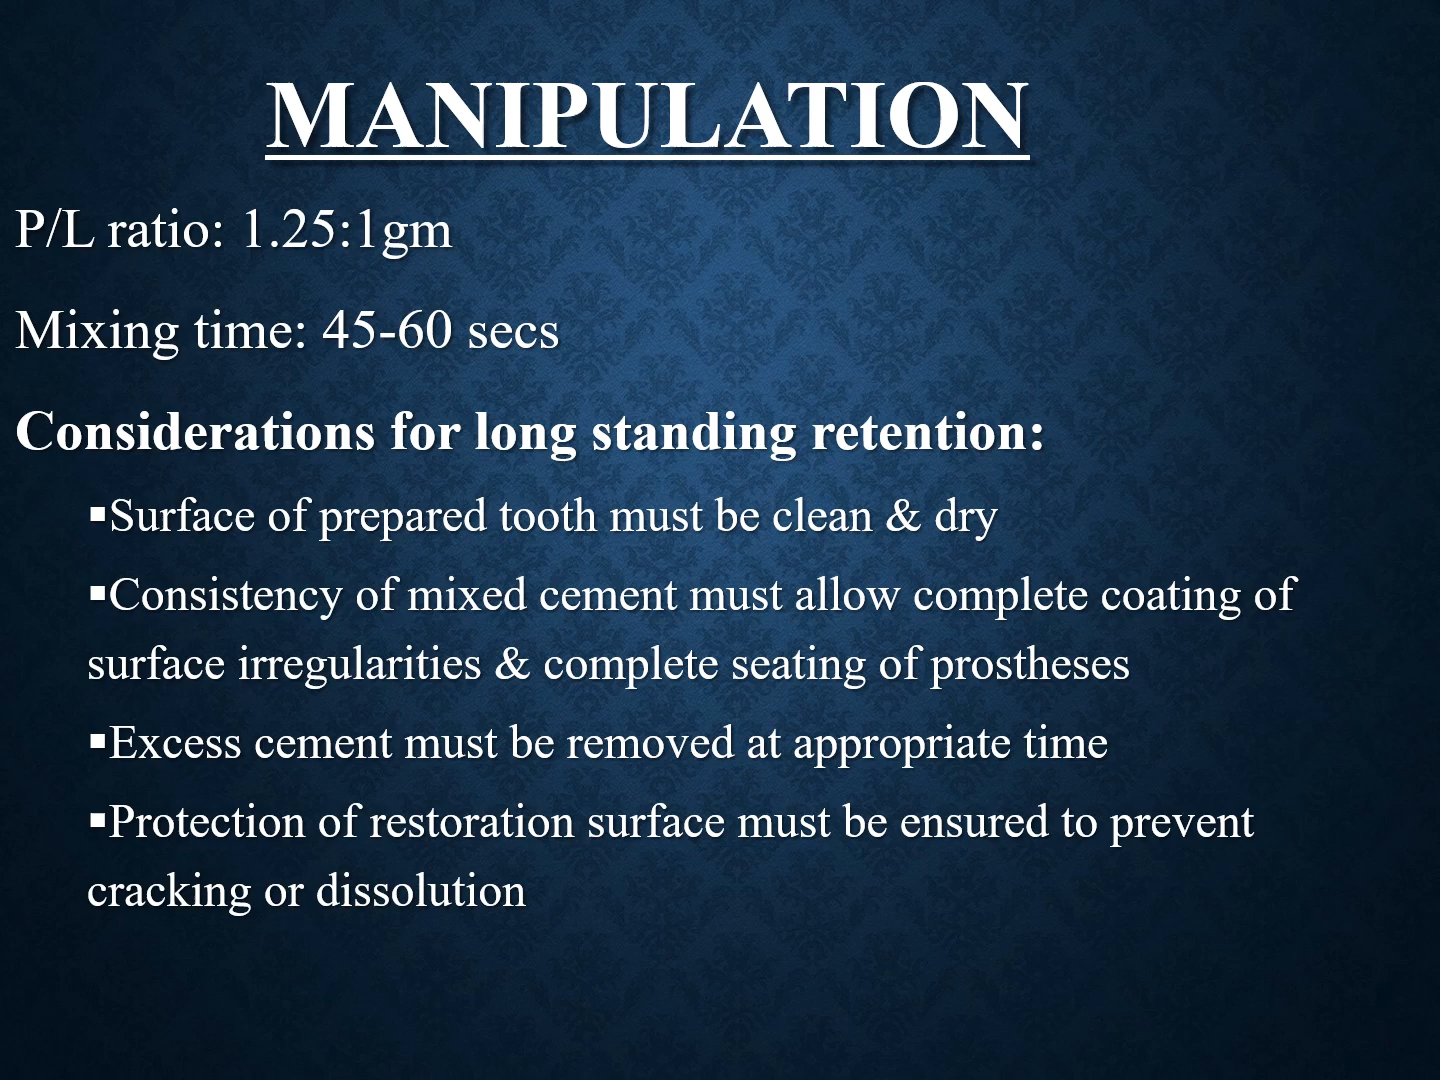 MANIPULATION
P/L ratio: 1.25:1gm
Mixing time: 45-60 secs
Considerations for long standing retention:
▪Surface of prepared tooth must be clean & dry
▪Consistency of mixed cement must allow complete coating of
surface irregularities & complete seating of prostheses
▪Excess cement must be removed at appropriate time
▪Protection of restoration surface must be ensured to prevent
cracking or dissolution